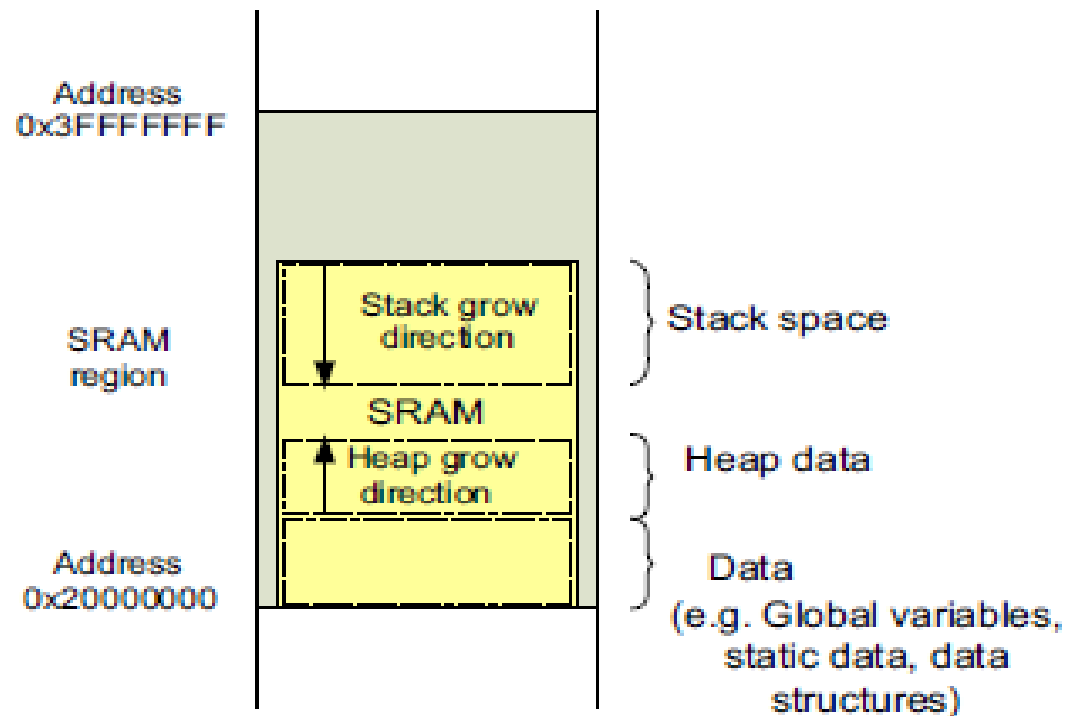 Address
0x3FFFFFFF
Stack grow
direction
Stack space
SRAM
region
SRAM
Heap grow
direction
Heap data
Address
0x20000000
Data
(e.g. Global variables,
static data, data
structures)